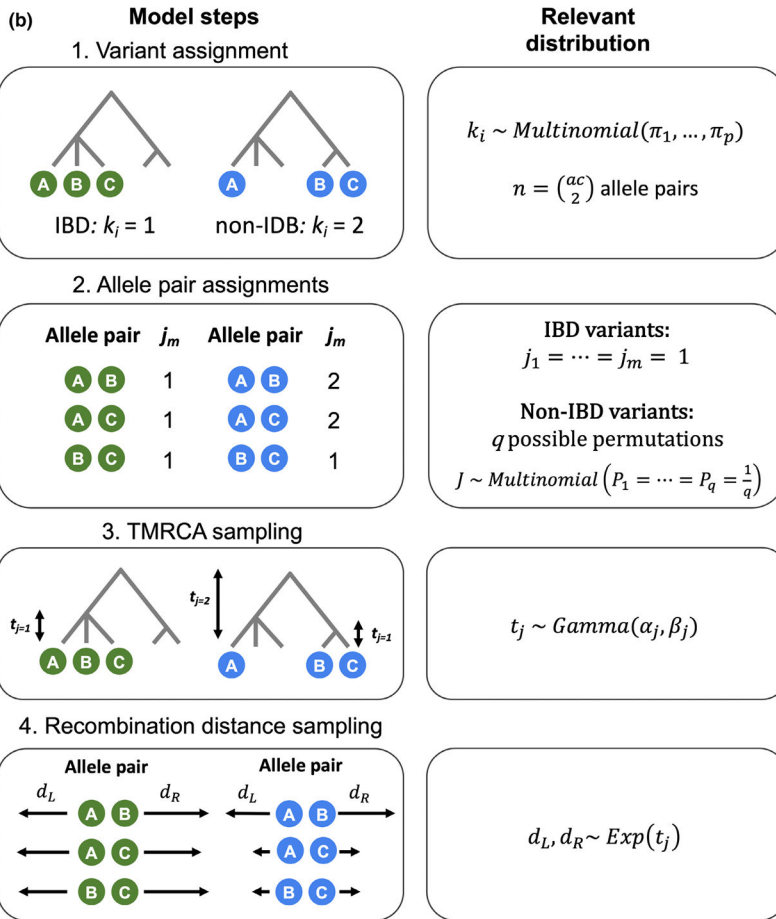 (b)
Model steps
Relevant
distribution
1. Variant assignment
A B C
A B C
IBD: k_i = 1
non-IDB: k_i = 2
k_i ~ Multinomial(π_1, ..., π_p)
n = (ac 2) allele pairs
2. Allele pair assignments
Allele pair j_m Allele pair j_m
A B 1 A B 2
A C 1 A C 2
B C 1 B C 1
IBD variants:
j_1 = ⋯ = j_m = 1
Non-IBD variants:
q possible permutations
J ~ Multinomial (P_1 = ⋯ = P_q = 1/q)
3. TMRCA sampling
t_j=1
A B C
t_j=2
t_j=1
A B C
t_j ~ Gamma(α_j, β_j)
4. Recombination distance sampling
Allele pair
Allele pair
d_L d_R d_L d_R
A B A B
A C A C
B C B C
d_L, d_R ~ Exp(t_j)